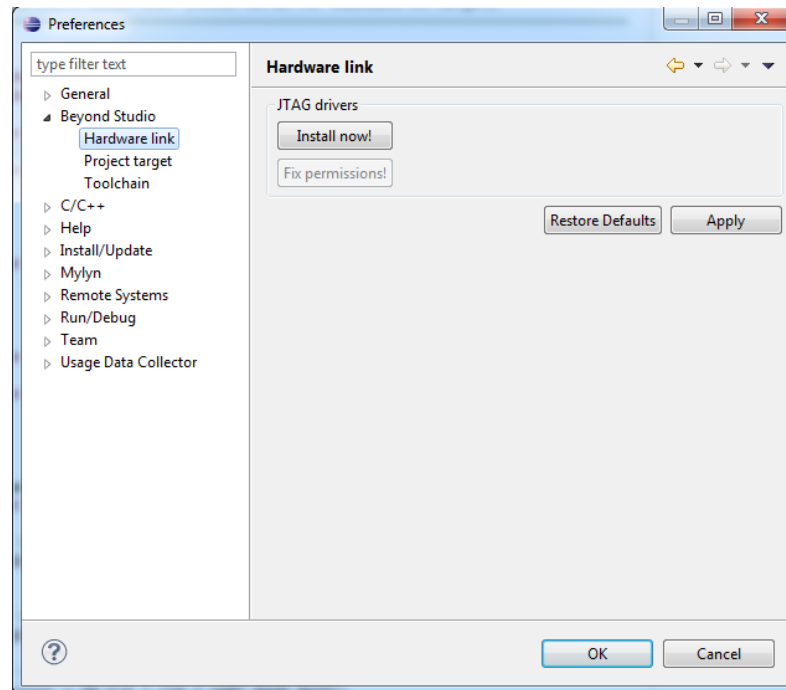 Preferences
type filter text
General
Beyond Studio
Hardware link
Project target
Toolchain
C/C++
Help
Install/Update
Mylyn
Remote Systems
Run/Debug
Team
Usage Data Collector
Hardware link
JTAG drivers
Install now!
Fix permissions!
Restore Defaults Apply
? OK Cancel